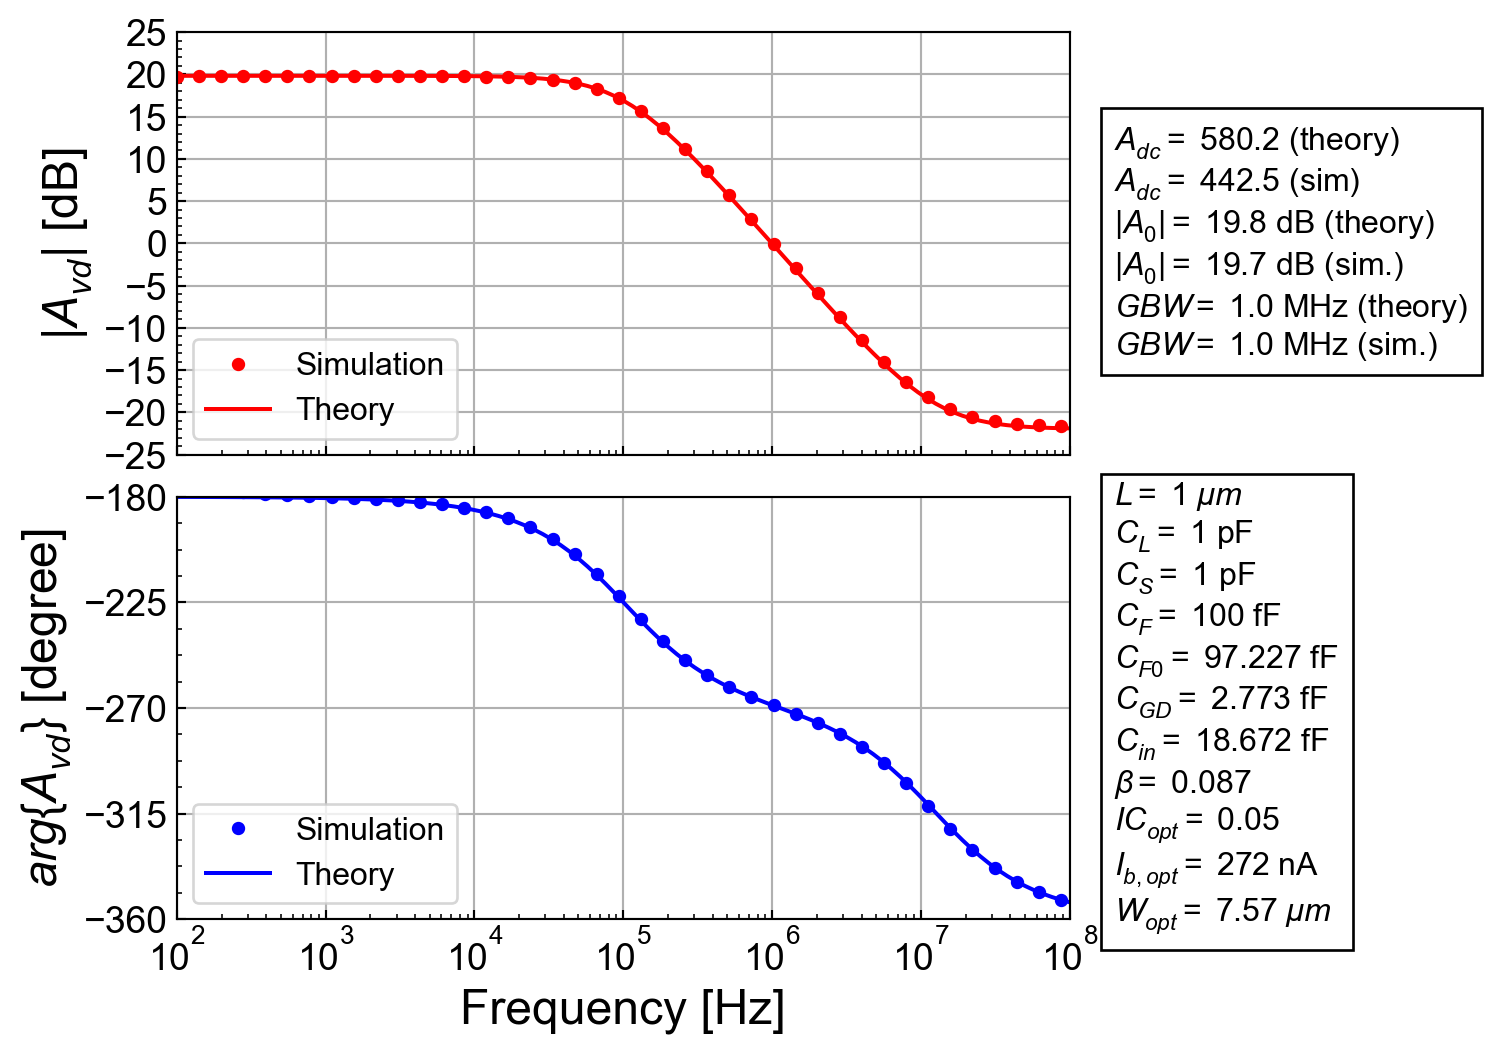 25
20
15
10
5
0
−5
−10
−15
−20
−25
|A_vd| [dB]
Simulation
Theory
A_dc = 580.2 (theory)
A_dc = 442.5 (sim)
|A_0| = 19.8 dB (theory)
|A_0| = 19.7 dB (sim.)
GBW = 1.0 MHz (theory)
GBW = 1.0 MHz (sim.)
−180
−225
−270
−315
−360
arg{A_vd} [degree]
Simulation
Theory
10^2 10^3 10^4 10^5 10^6 10^7 10^8
Frequency [Hz]
L = 1 μm
C_L = 1 pF
C_S = 1 pF
C_F = 100 fF
C_F0 = 97.227 fF
C_GD = 2.773 fF
C_in = 18.672 fF
β = 0.087
IC_opt = 0.05
I_b,opt = 272 nA
W_opt = 7.57 μm